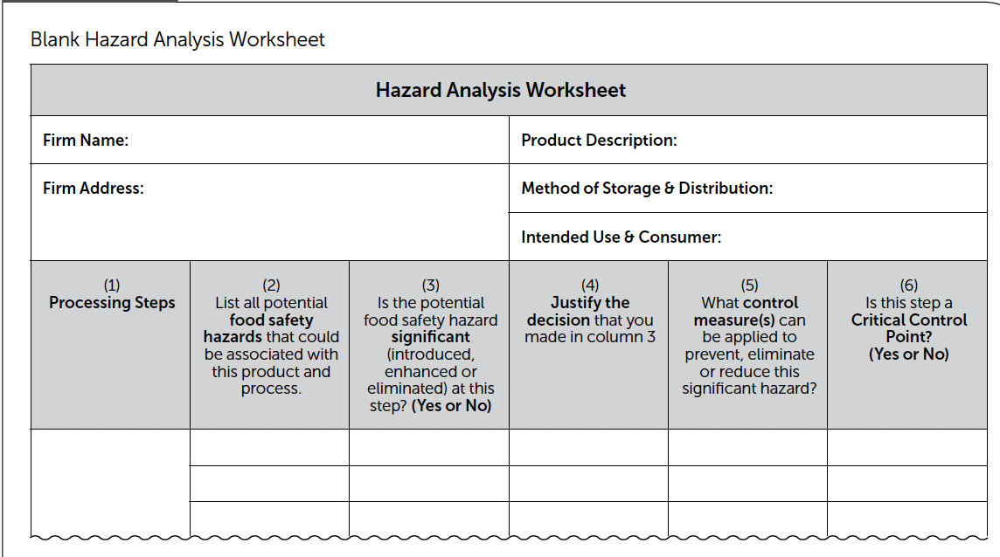 Blank Hazard Analysis Worksheet
Hazard Analysis Worksheet
Firm Name:
Product Description:
Firm Address:
Method of Storage & Distribution:
Intended Use & Consumer:
(1)
Processing Steps
(2)
List all potential
food safety
hazards that could
be associated with
this product and
process.
(3)
Is the potential
food safety hazard
significant
(introduced,
enhanced or
eliminated) at this
step? (Yes or No)
(4)
Justify the
decision that you
made in column 3
(5)
What control
measure(s) can
be applied to
prevent, eliminate
or reduce this
significant hazard?
(6)
Is this step a
Critical Control
Point?
(Yes or No)